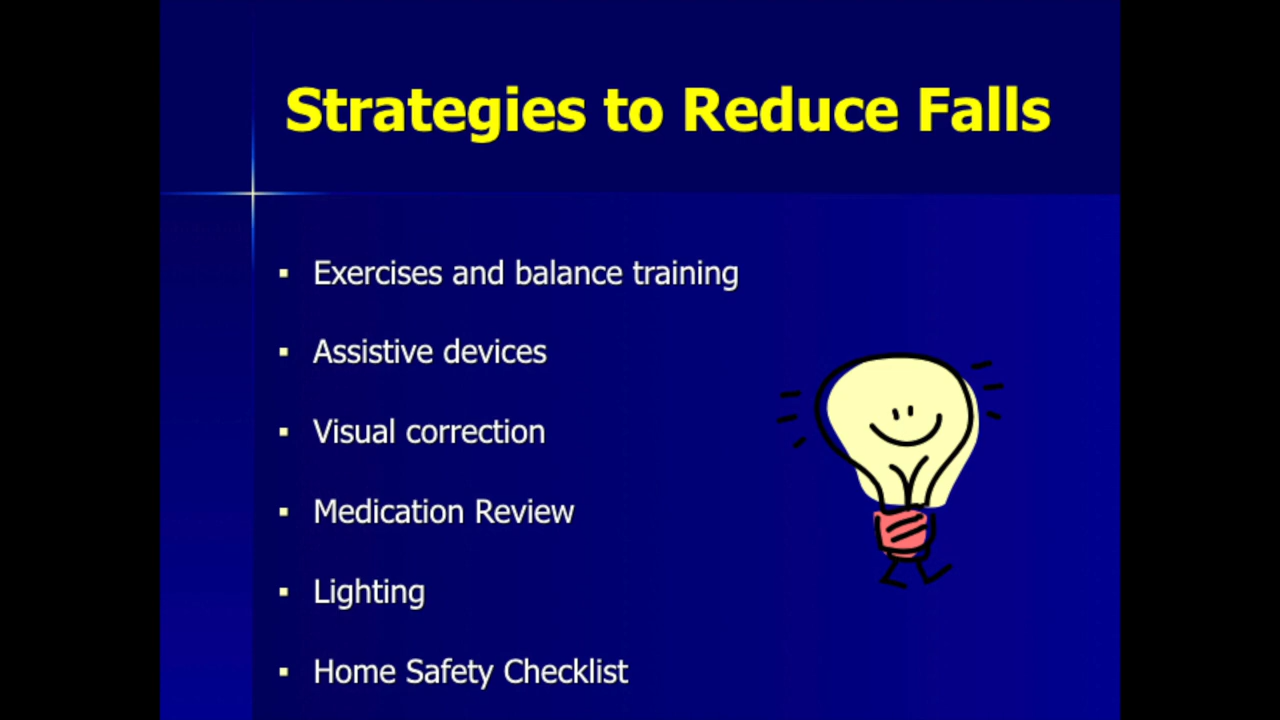 Strategies to Reduce Falls
▪ Exercises and balance training
▪ Assistive devices
▪ Visual correction
▪ Medication Review
▪ Lighting
▪ Home Safety Checklist